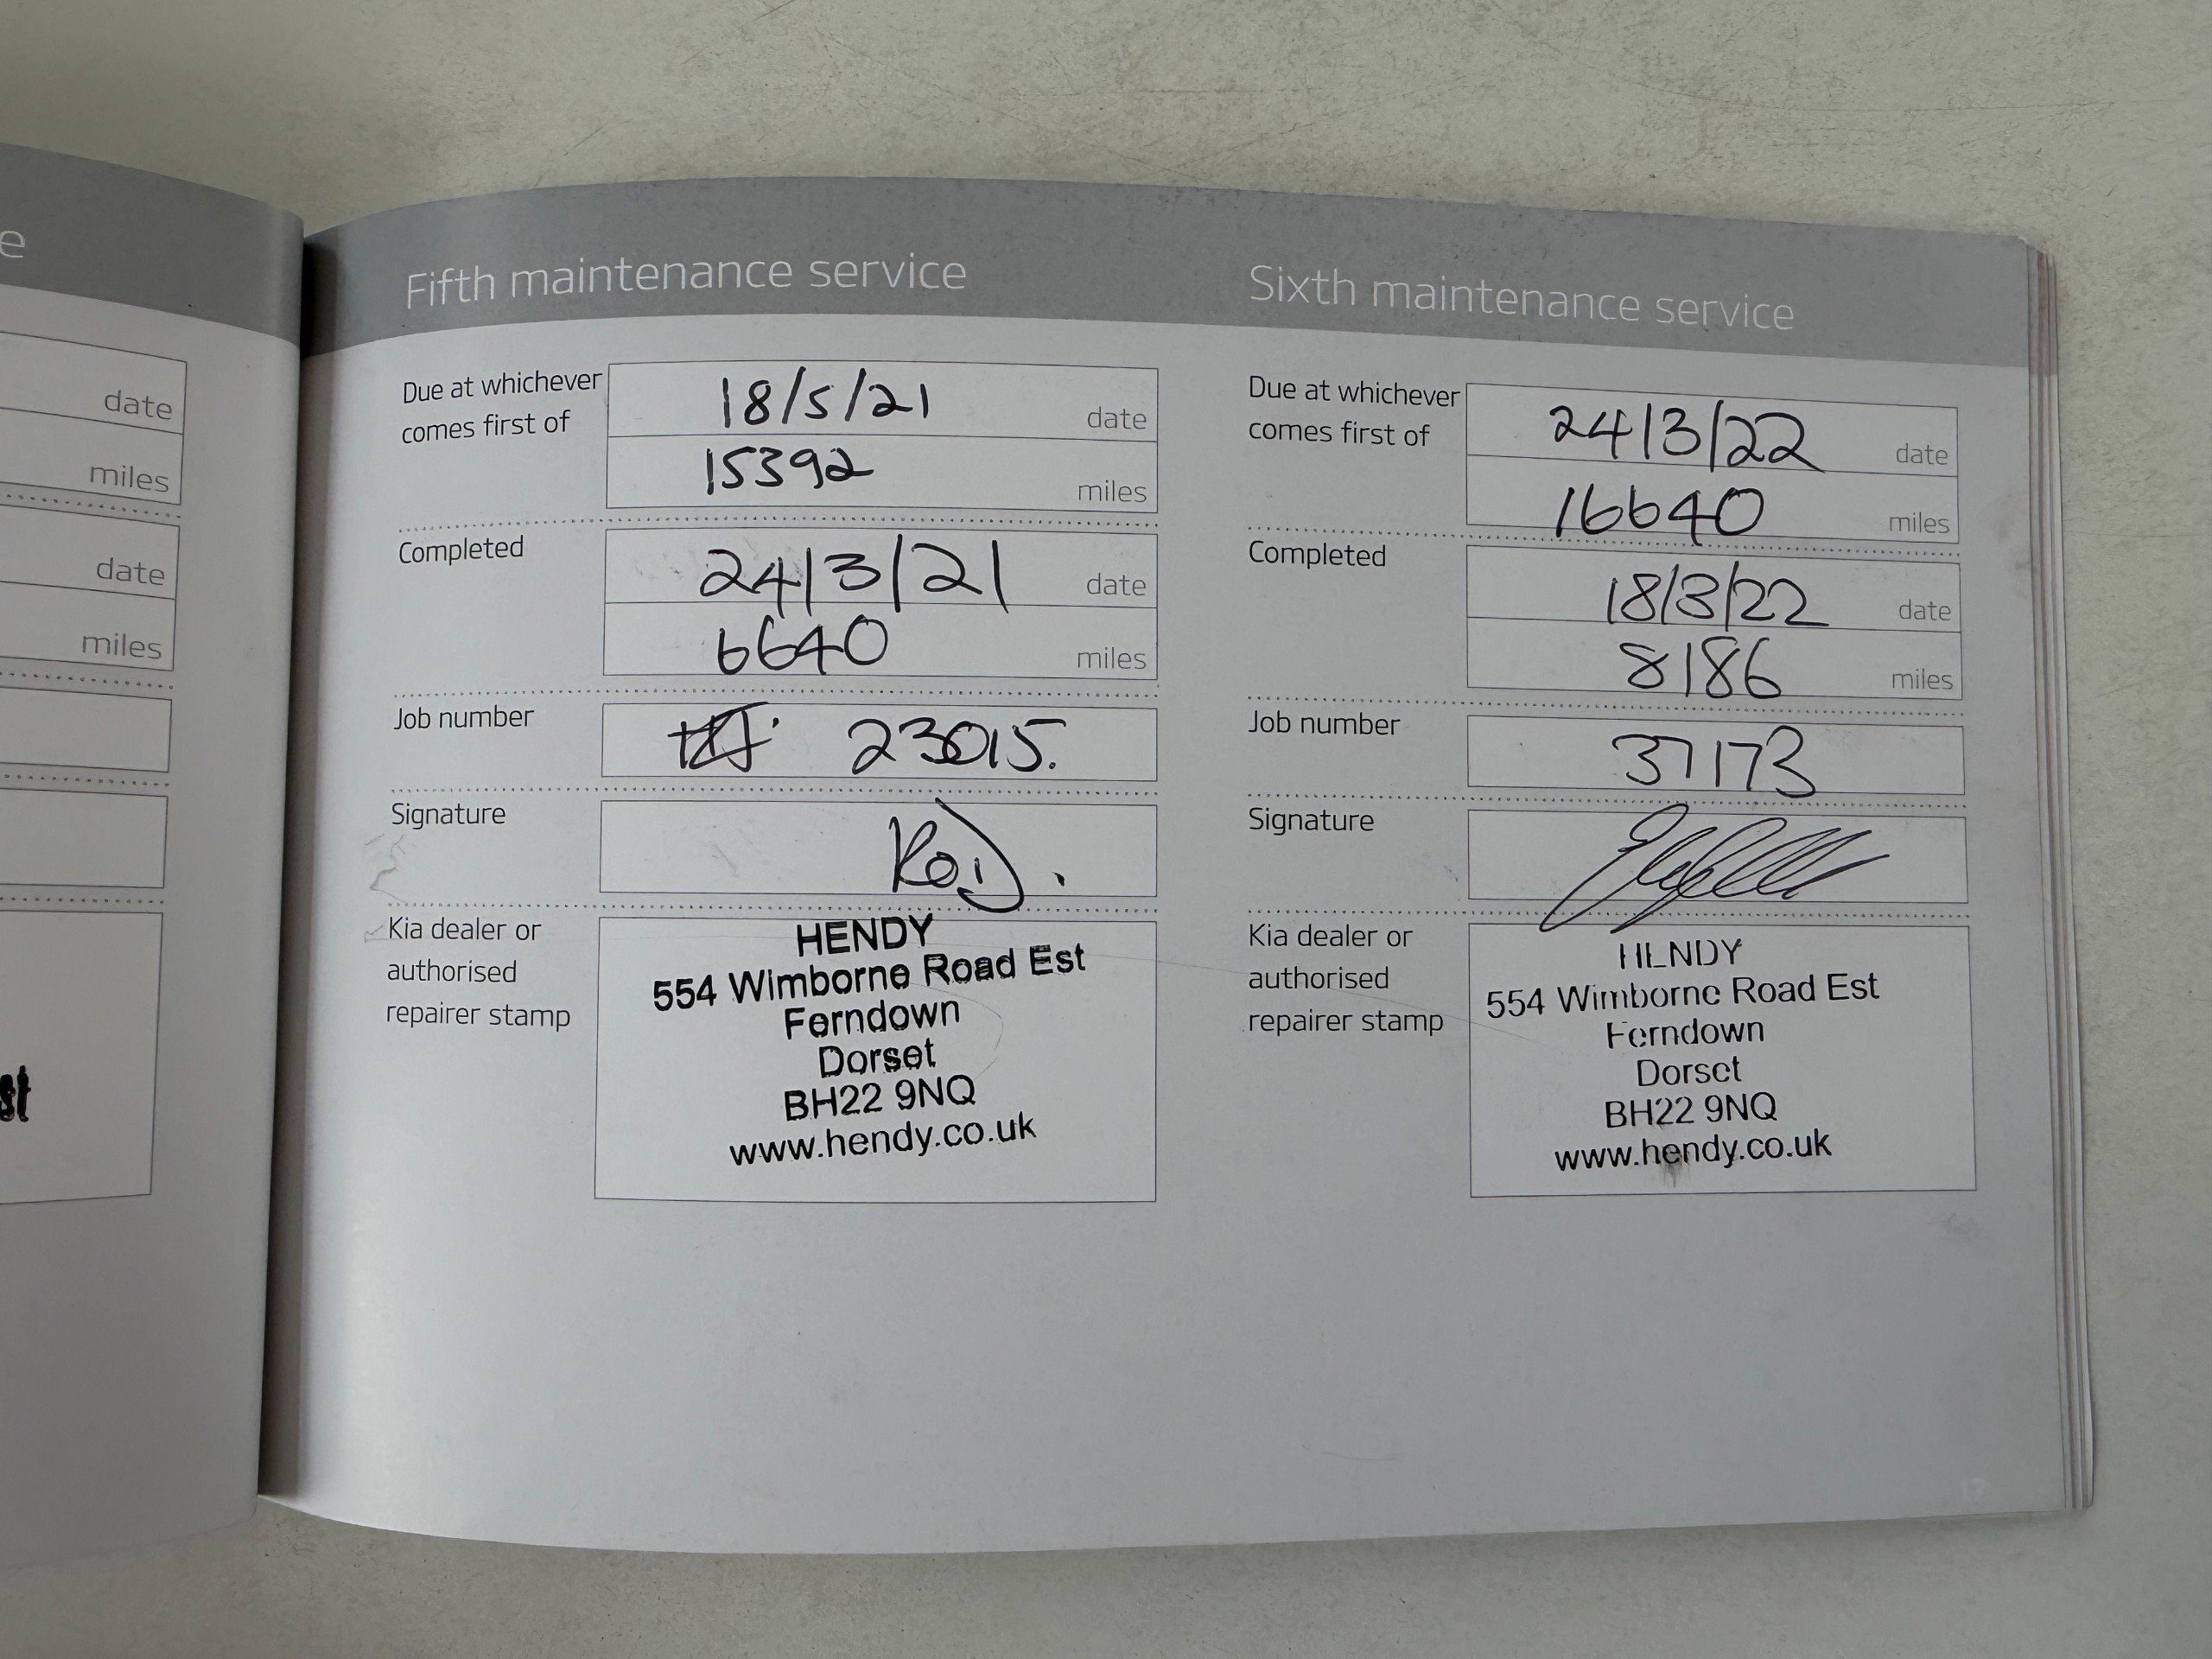 e
date
miles
date
miles
st
Fifth maintenance service
Due at whichever
comes first of
18/5/21 date
15392 miles
Completed
24/3/21 date
6640 miles
Job number
23015.
Signature
Kia dealer or
authorised
repairer stamp
HENDY
554 Wimborne Road Est
Ferndown
Dorset
BH22 9NQ
www.hendy.co.uk
Sixth maintenance service
Due at whichever
comes first of
24/3/22 date
16640 miles
Completed
18/3/22 date
8186 miles
Job number
37173
Signature
Kia dealer or
authorised
repairer stamp
HENDY
554 Wimborne Road Est
Ferndown
Dorset
BH22 9NQ
www.hendy.co.uk